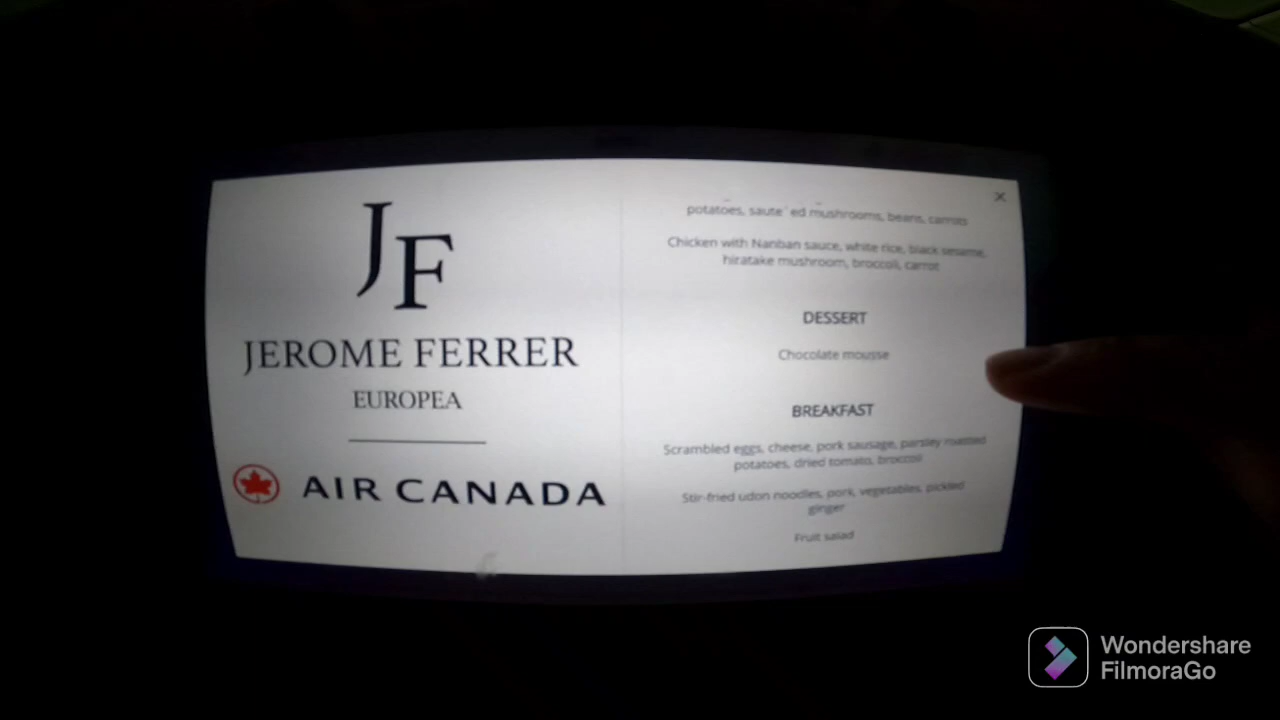 JF
JEROME FERRER
EUROPEA
AIR CANADA
potatoes, saute´ed mushrooms, beans, carrots
Chicken with Nanban sauce, white rice, black sesame,
hiratake mushroom, broccoli, carrot
DESSERT
Chocolate mousse
BREAKFAST
Scrambled eggs, cheese, pork sausage, parsley roasted
potatoes, dried tomato, broccoli
Stir-fried udon noodles, pork, vegetables, pickled
ginger
Fruit salad
Wondershare
FilmoraGo